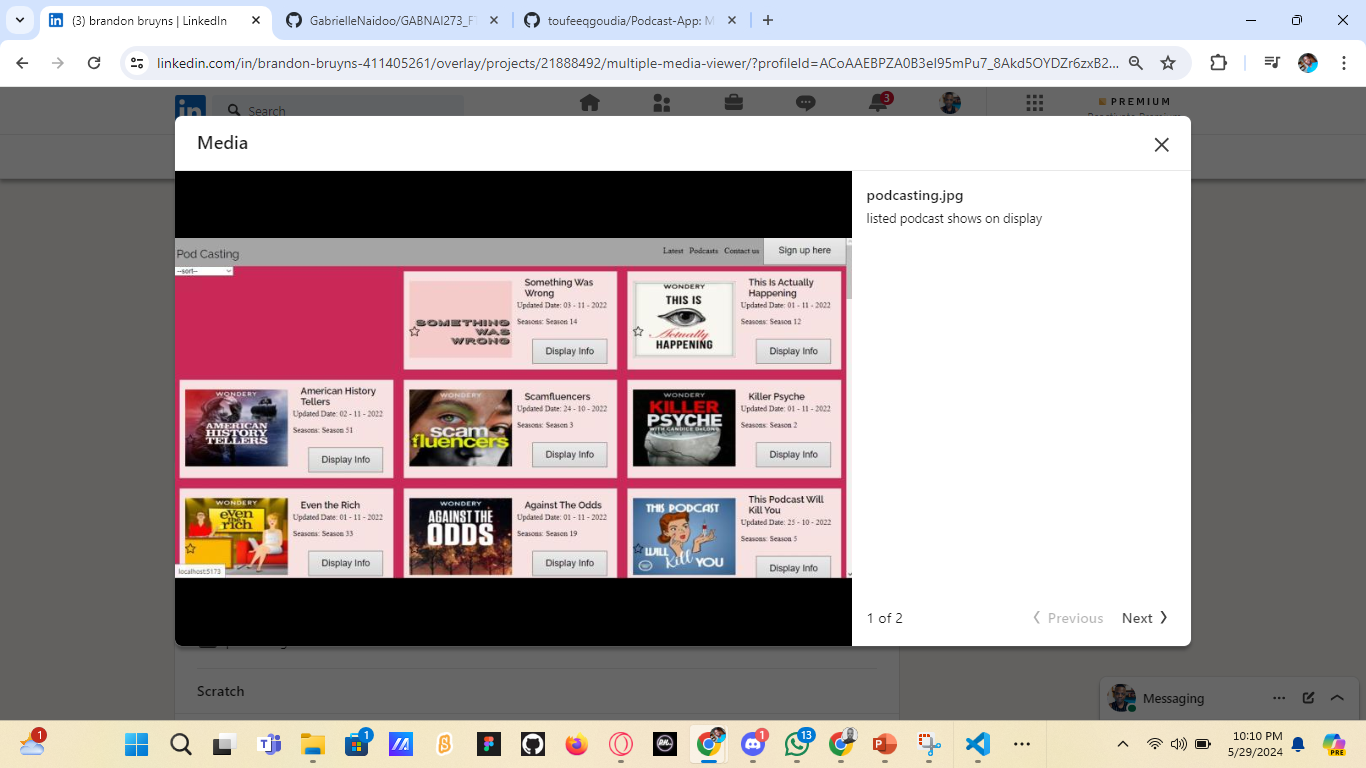 (3) brandon bruyns | LinkedIn
GabrielleNaidoo/GABNAI273_F
toufeeqgoudia/Podcast-App: M
linkedin.com/in/brandon-bruyns-411405261/overlay/projects/21888492/multiple-media-viewer/?profileId=ACoAAEBPZA0B3eI95mPu7_8Akd5OYDZr6zxB2...
Search
3
PREMIUM
Media
podcasting.jpg
listed podcast shows on display
Pod Casting
Latest Podcasts Contact us
Sign up here
--sort--
Something Was
Wrong
Updated Date: 03 - 11 - 2022
Seasons: Season 14
Display Info
SOMETHING
WAS
WRONG
This Is Actually
Happening
Updated Date: 01 - 11 - 2022
Seasons: Season 12
Display Info
WONDERY
THIS IS
Actually
HAPPENING
American History
Tellers
Updated Date: 02 - 11 - 2022
Seasons: Season 51
Display Info
WONDERY
AMERICAN
HISTORY
TELLERS
Scamfluencers
Updated Date: 24 - 10 - 2022
Seasons: Season 3
Display Info
WONDERY
scam
fluencers
Killer Psyche
Updated Date: 01 - 11 - 2022
Seasons: Season 2
Display Info
WONDERY
KILLER
PSYCHE
WITH CANDICE DELONG
Even the Rich
Updated Date: 01 - 11 - 2022
Seasons: Season 33
Display Info
WONDERY
even
the
rich
Against The Odds
Updated Date: 01 - 11 - 2022
Seasons: Season 19
Display Info
WONDERY
AGAINST THE
ODDS
This Podcast Will
Kill You
Updated Date: 25 - 10 - 2022
Seasons: Season 5
Display Info
THIS PODCAST
WILL
Kill
YOU
localhost:5173
1 of 2
Previous
Next
Scratch
Messaging
1
1
1
13
10:10 PM
5/29/2024
PRE